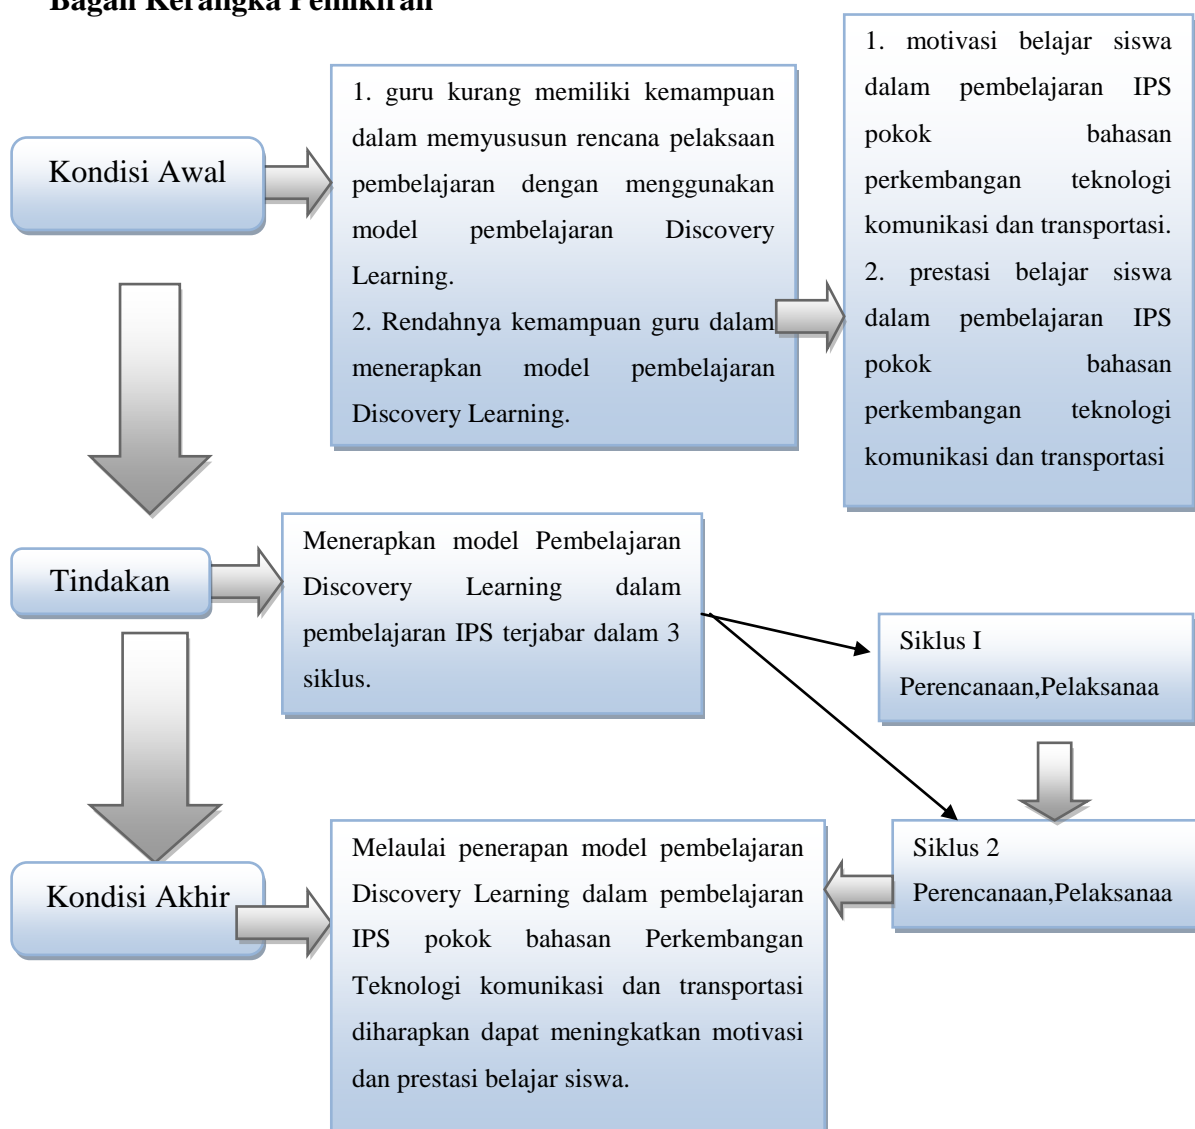 Bagan Kerangka Pemikiran
Kondisi Awal
1. guru kurang memiliki kemampuan
dalam memyususun rencana pelaksaan
pembelajaran dengan menggunakan
model pembelajaran Discovery
Learning.
2. Rendahnya kemampuan guru dalam
menerapkan model pembelajaran
Discovery Learning.
1. motivasi belajar siswa
dalam pembelajaran IPS
pokok bahasan
perkembangan teknologi
komunikasi dan transportasi.
2. prestasi belajar siswa
dalam pembelajaran IPS
pokok bahasan
perkembangan teknologi
komunikasi dan transportasi
Tindakan
Menerapkan model Pembelajaran
Discovery Learning dalam
pembelajaran IPS terjabar dalam 3
siklus.
Siklus I
Perencanaan,Pelaksanaa
Siklus 2
Perencanaan,Pelaksanaa
Kondisi Akhir
Melaulai penerapan model pembelajaran
Discovery Learning dalam pembelajaran
IPS pokok bahasan Perkembangan
Teknologi komunikasi dan transportasi
diharapkan dapat meningkatkan motivasi
dan prestasi belajar siswa.